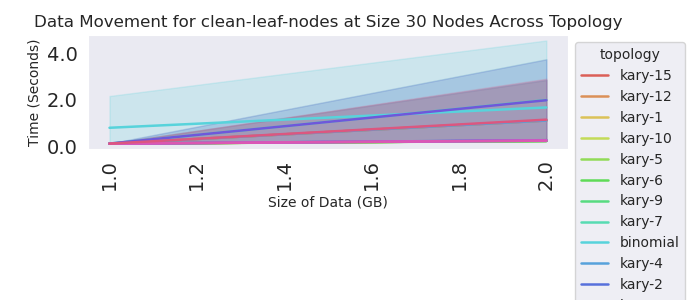 Data Movement for clean-leaf-nodes at Size 30 Nodes Across Topology
Time (Seconds)
4.0
2.0
0.0
1.0
1.2
1.4
1.6
1.8
2.0
Size of Data (GB)
topology
kary-15
kary-12
kary-1
kary-10
kary-5
kary-6
kary-9
kary-7
binomial
kary-4
kary-2